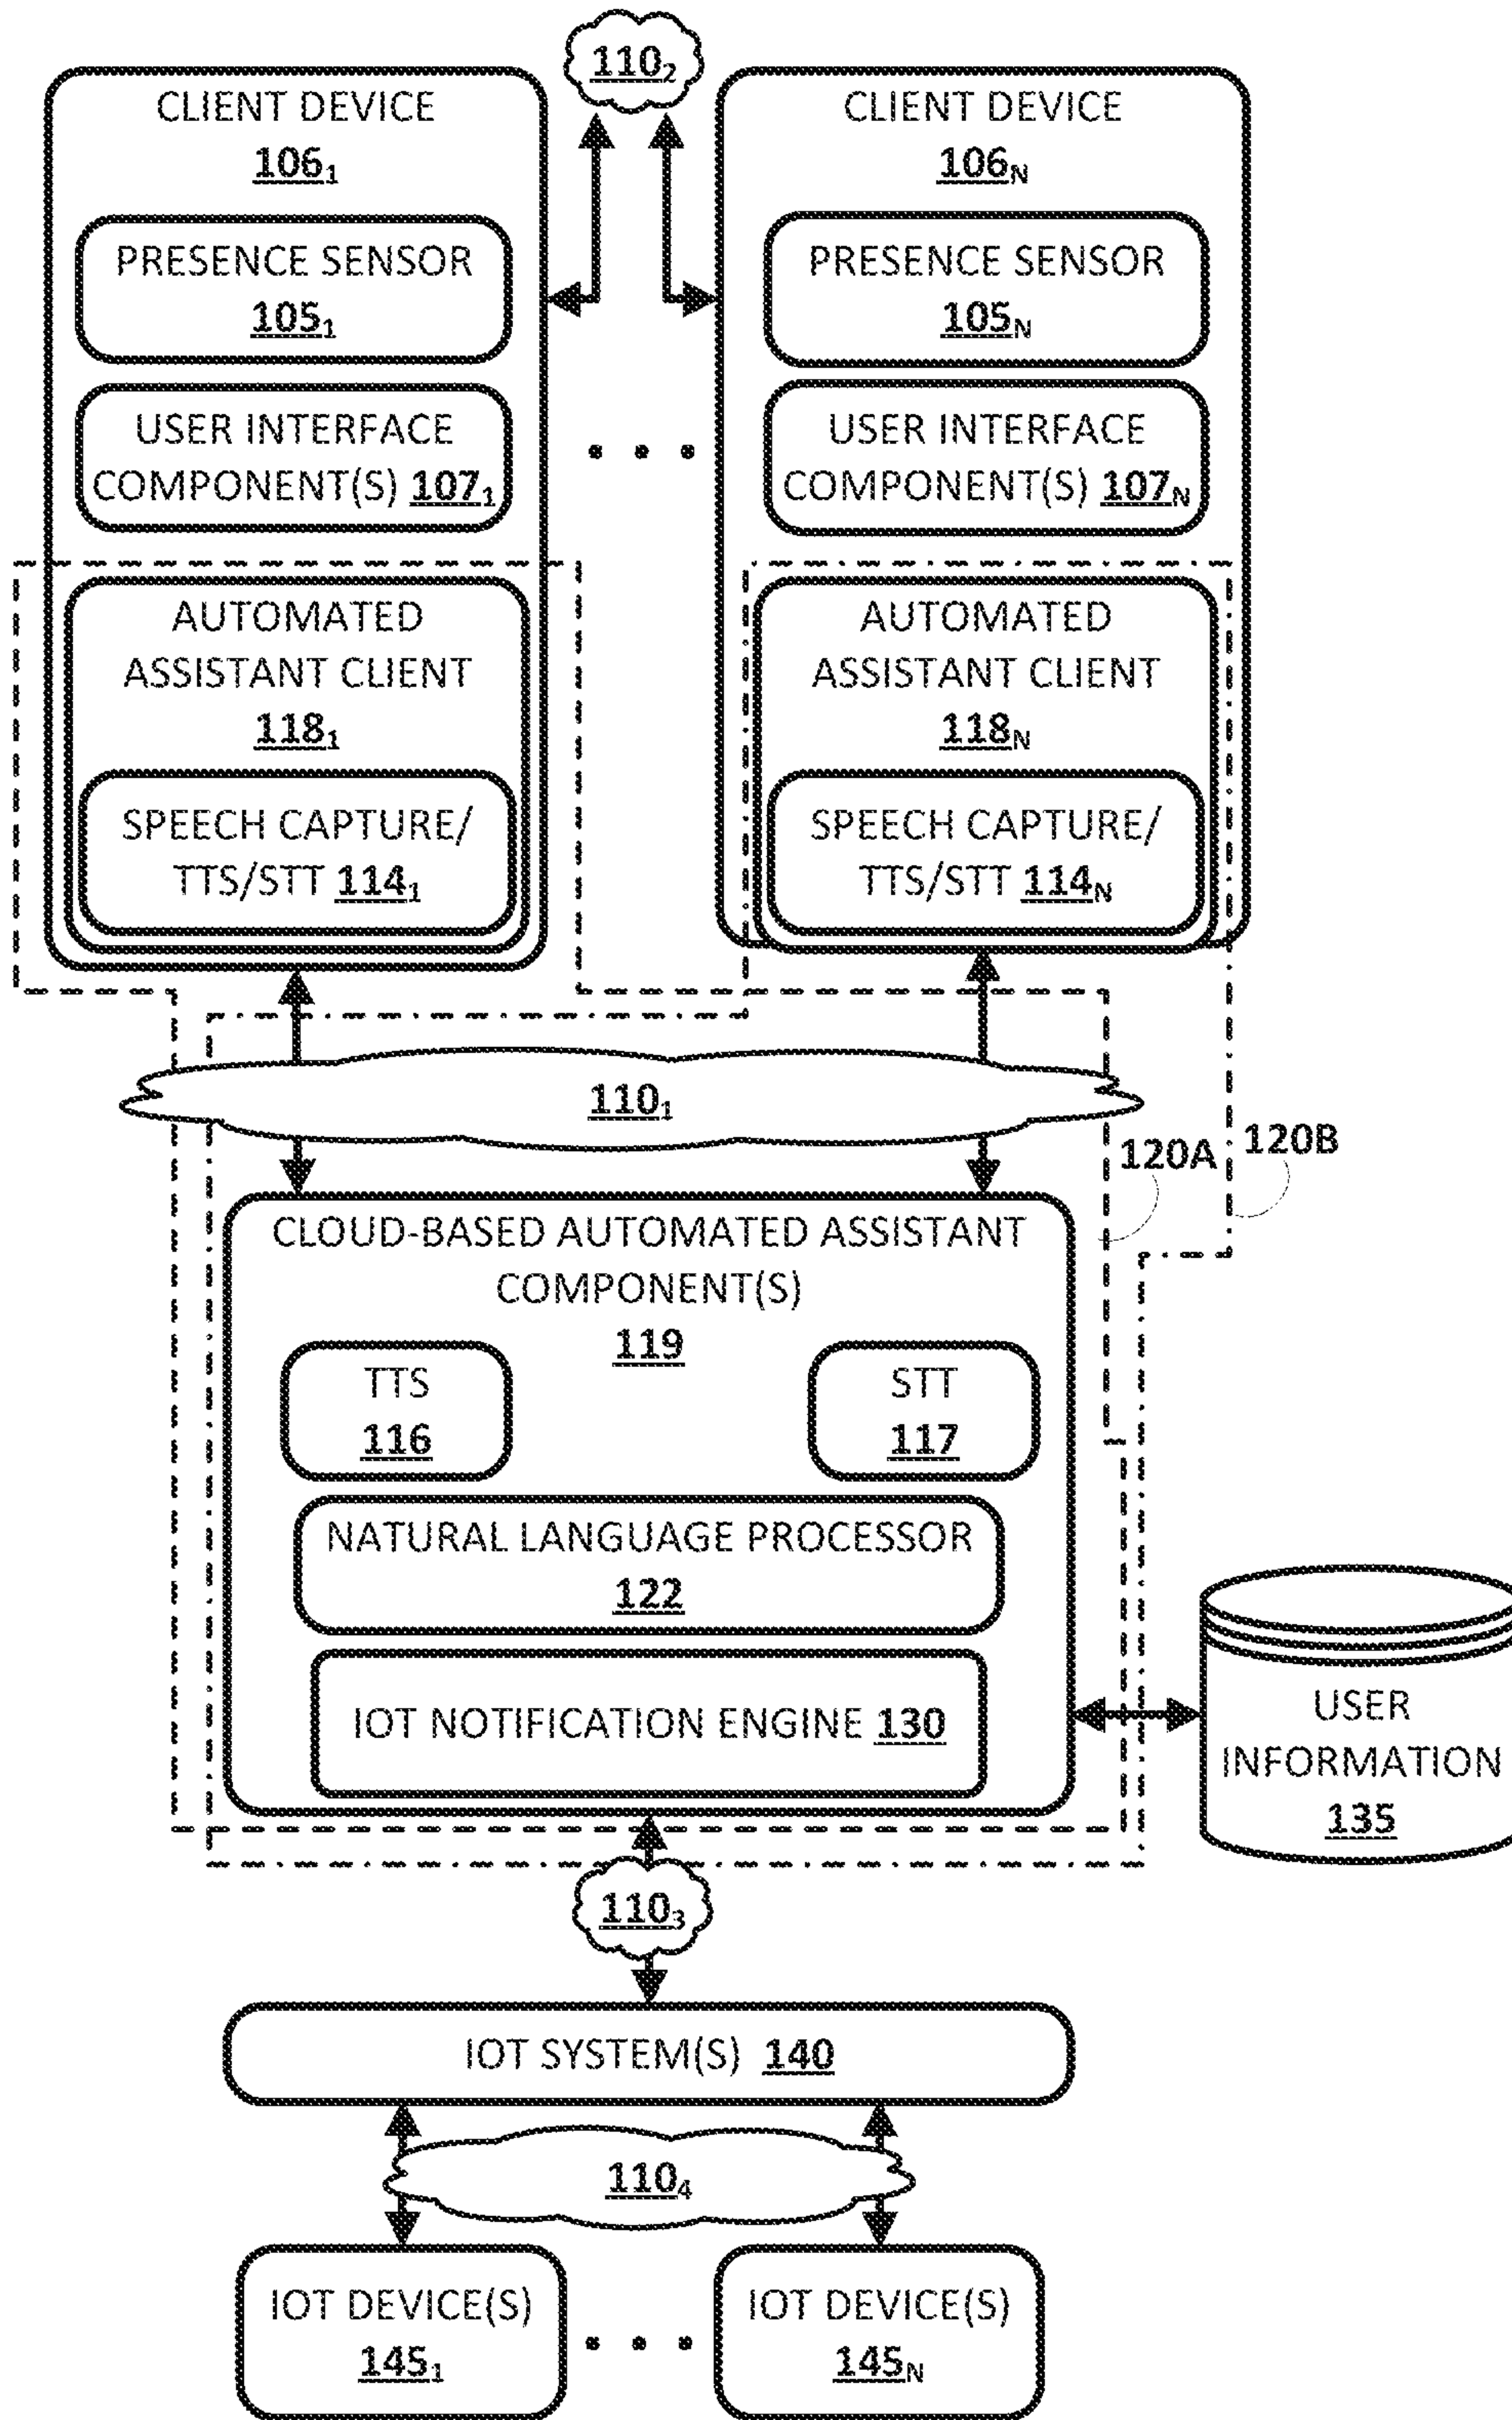 110₂
CLIENT DEVICE
106₁
PRESENCE SENSOR
105₁
USER INTERFACE
COMPONENT(S) 107₁
AUTOMATED
ASSISTANT CLIENT
118₁
SPEECH CAPTURE/
TTS/STT 114₁
CLIENT DEVICE
106N
PRESENCE SENSOR
105N
USER INTERFACE
COMPONENT(S) 107N
AUTOMATED
ASSISTANT CLIENT
118N
SPEECH CAPTURE/
TTS/STT 114N
110₁
120A
120B
CLOUD-BASED AUTOMATED ASSISTANT
COMPONENT(S)
119
TTS
116
STT
117
NATURAL LANGUAGE PROCESSOR
122
IOT NOTIFICATION ENGINE 130
USER
INFORMATION
135
110₃
IOT SYSTEM(S) 140
110₄
IOT DEVICE(S)
145₁
IOT DEVICE(S)
145N